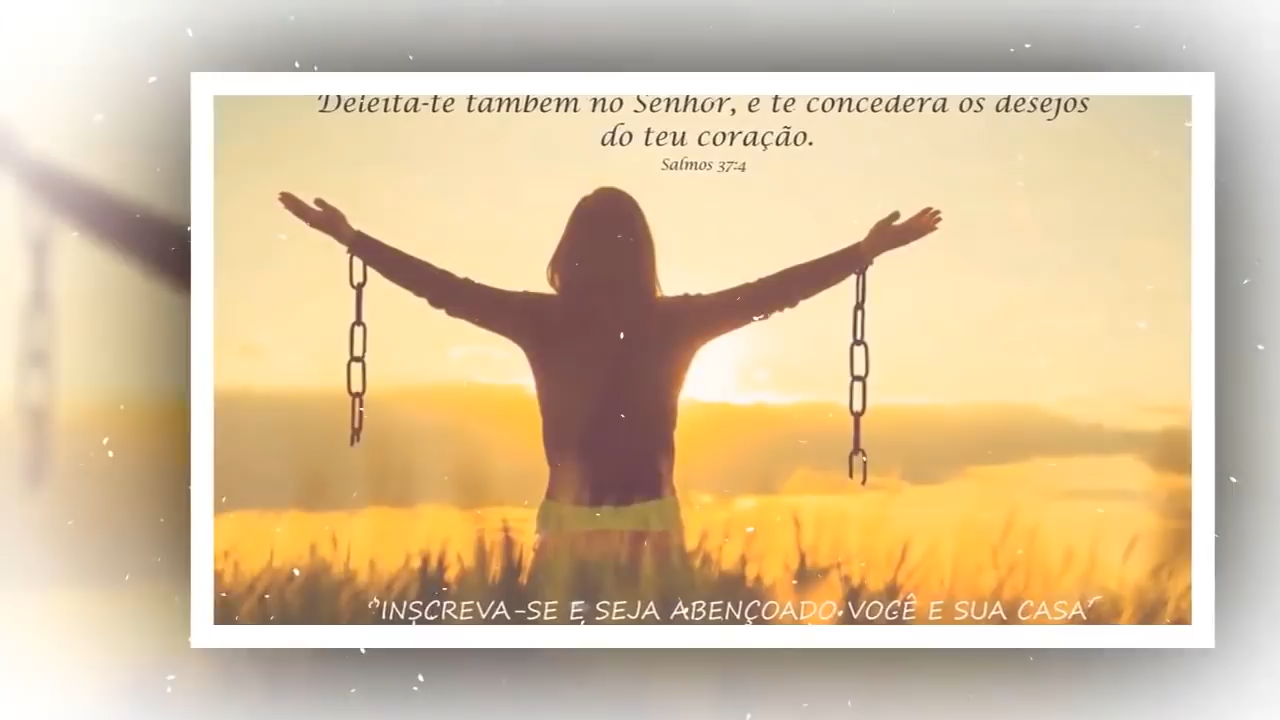 Deleita-te também no Senhor, e te concederá os desejos
do teu coração.
Salmos 37:4
"INSCREVA-SE E SEJA ABENÇOADO VOCÊ E SUA CASA"